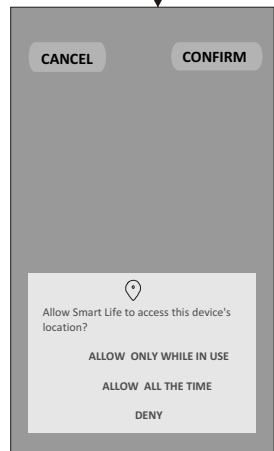 CANCEL
CONFIRM
Allow Smart Life to access this device's
location?
ALLOW ONLY WHILE IN USE
ALLOW ALL THE TIME
DENY